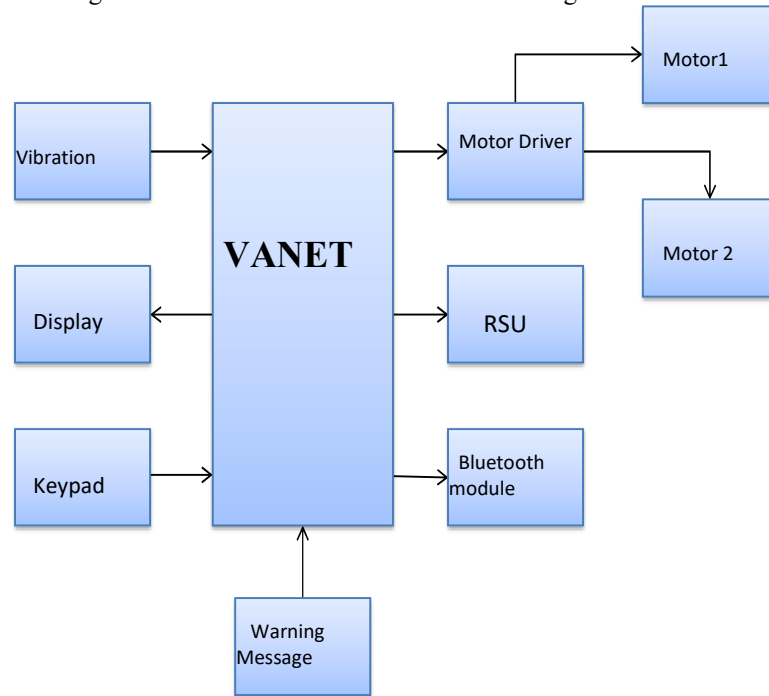 Motor1
Vibration
Motor Driver
VANET
Motor 2
Display
RSU
Keypad
Bluetooth
module
Warning
Message